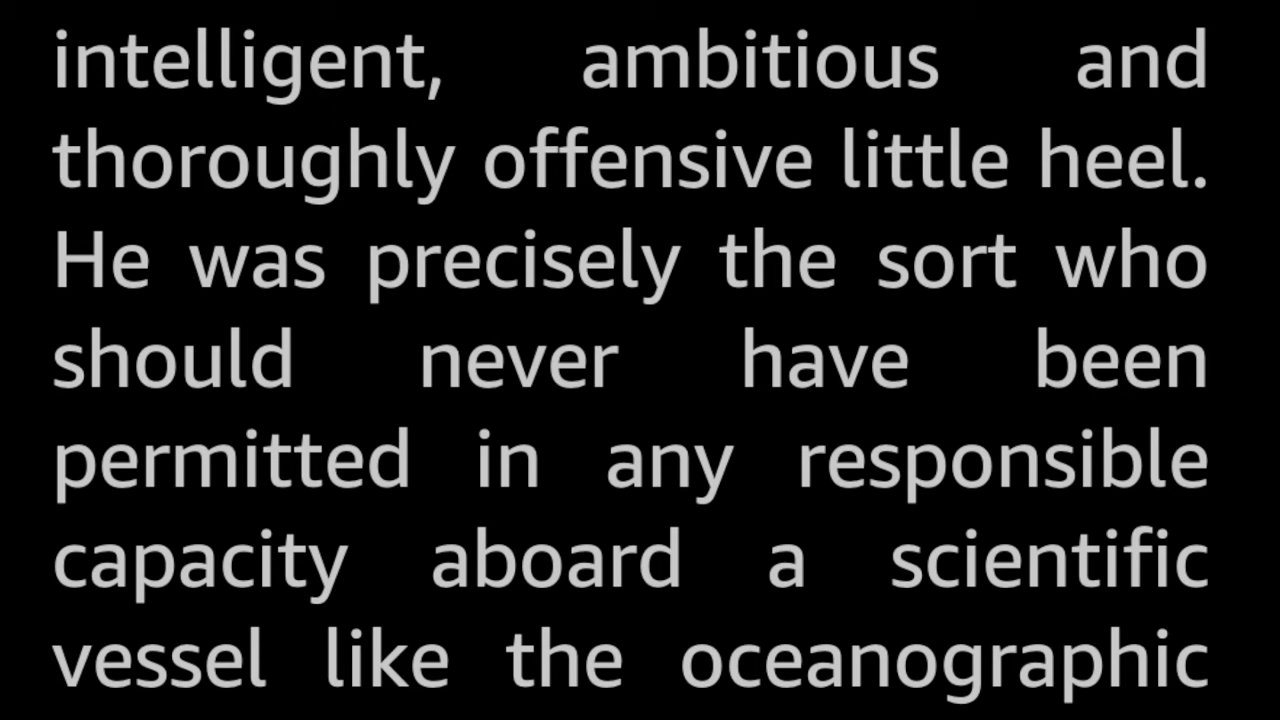 intelligent, ambitious and
thoroughly offensive little heel.
He was precisely the sort who
should never have been
permitted in any responsible
capacity aboard a scientific
vessel like the oceanographic